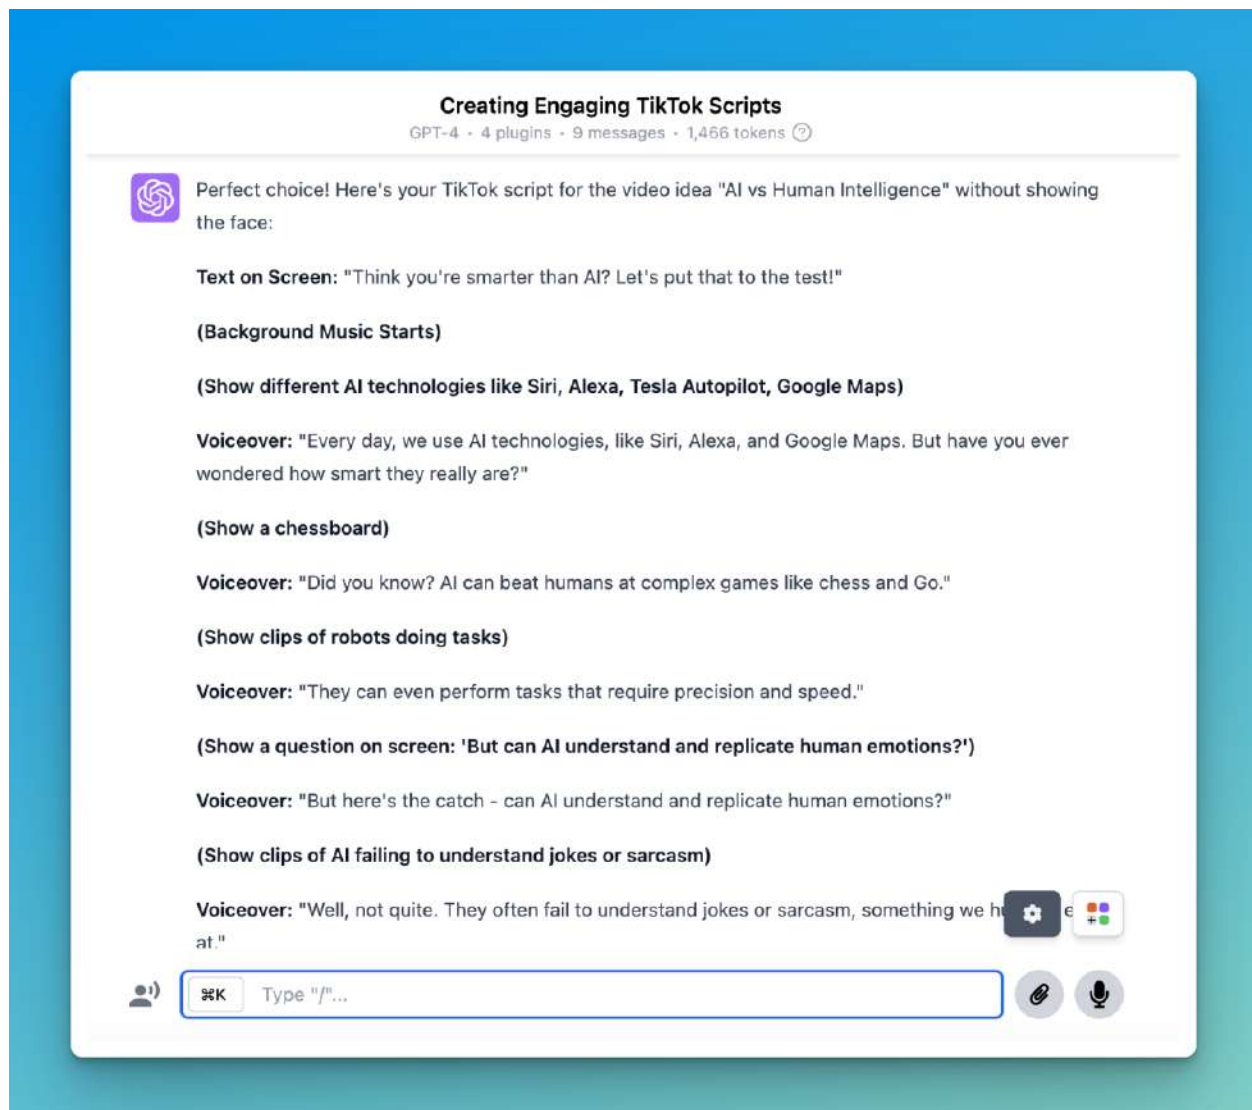 Creating Engaging TikTok Scripts
GPT-4 • 4 plugins • 9 messages • 1,466 tokens ?
Perfect choice! Here's your TikTok script for the video idea "AI vs Human Intelligence" without showing
the face:
Text on Screen: "Think you're smarter than AI? Let's put that to the test!"
(Background Music Starts)
(Show different AI technologies like Siri, Alexa, Tesla Autopilot, Google Maps)
Voiceover: "Every day, we use AI technologies, like Siri, Alexa, and Google Maps. But have you ever
wondered how smart they really are?"
(Show a chessboard)
Voiceover: "Did you know? AI can beat humans at complex games like chess and Go."
(Show clips of robots doing tasks)
Voiceover: "They can even perform tasks that require precision and speed."
(Show a question on screen: 'But can AI understand and replicate human emotions?')
Voiceover: "But here's the catch - can AI understand and replicate human emotions?"
(Show clips of AI failing to understand jokes or sarcasm)
Voiceover: "Well, not quite. They often fail to understand jokes or sarcasm, something we
at."
⌘K Type "/"...